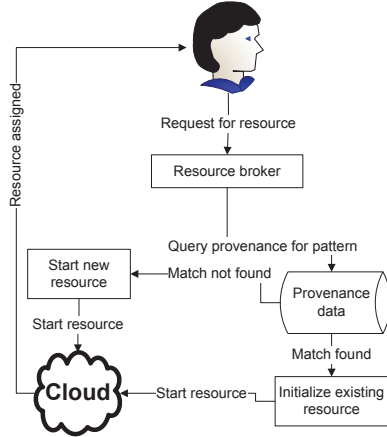 Resource assigned
Request for resource
Resource broker
Query provenance for pattern
Start new
resource
Match not found
Provenance
data
Start resource
Match found
Cloud
Start resource
Initialize existing
resource